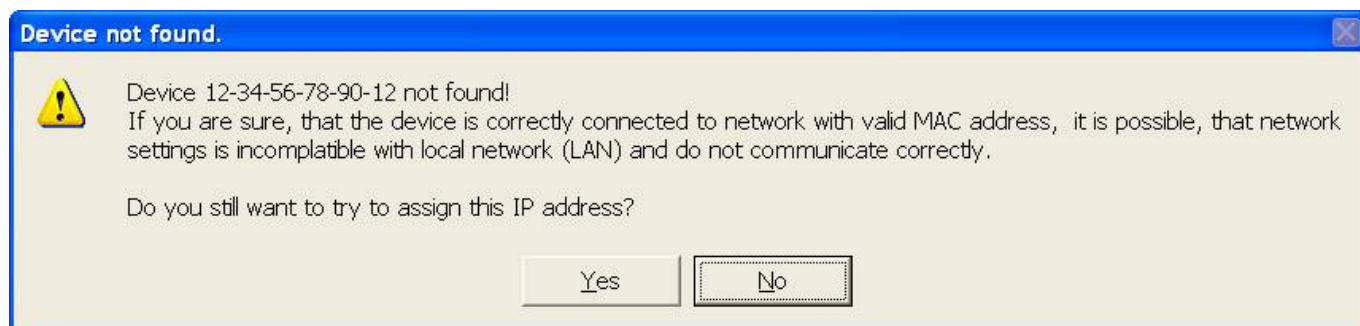 Device not found.
Device 12-34-56-78-90-12 not found!
If you are sure, that the device is correctly connected to network with valid MAC address,  it is possible, that network
settings is incomplatible with local network (LAN) and do not communicate correctly.
Do you still want to try to assign this IP address?
Yes
No